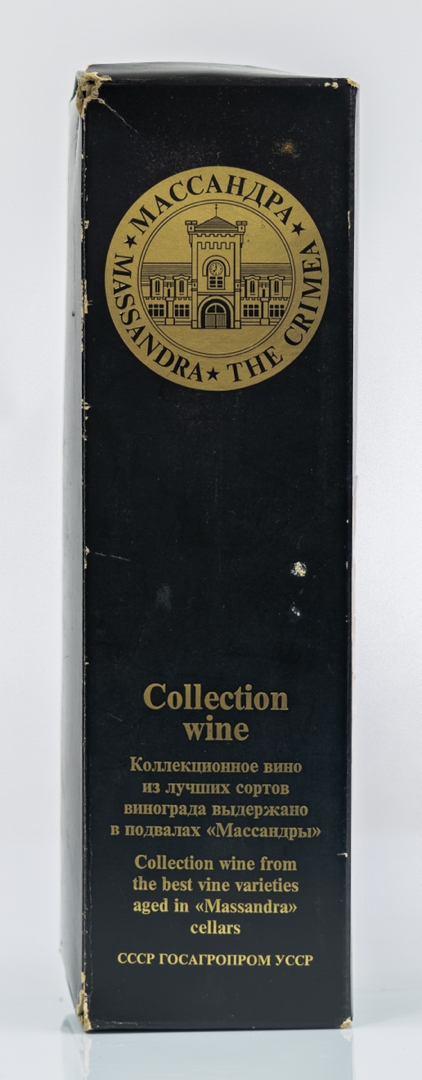 ★ МАССАНДРА ★
MASSANDRA ★ THE CRIMEA
Collection
wine
Коллекционное вино
из лучших сортов
винограда выдержано
в подвалах «Массандры»
Collection wine from
the best vine varieties
aged in «Massandra»
cellars
СССР ГОСАГРОПРОМ УССР